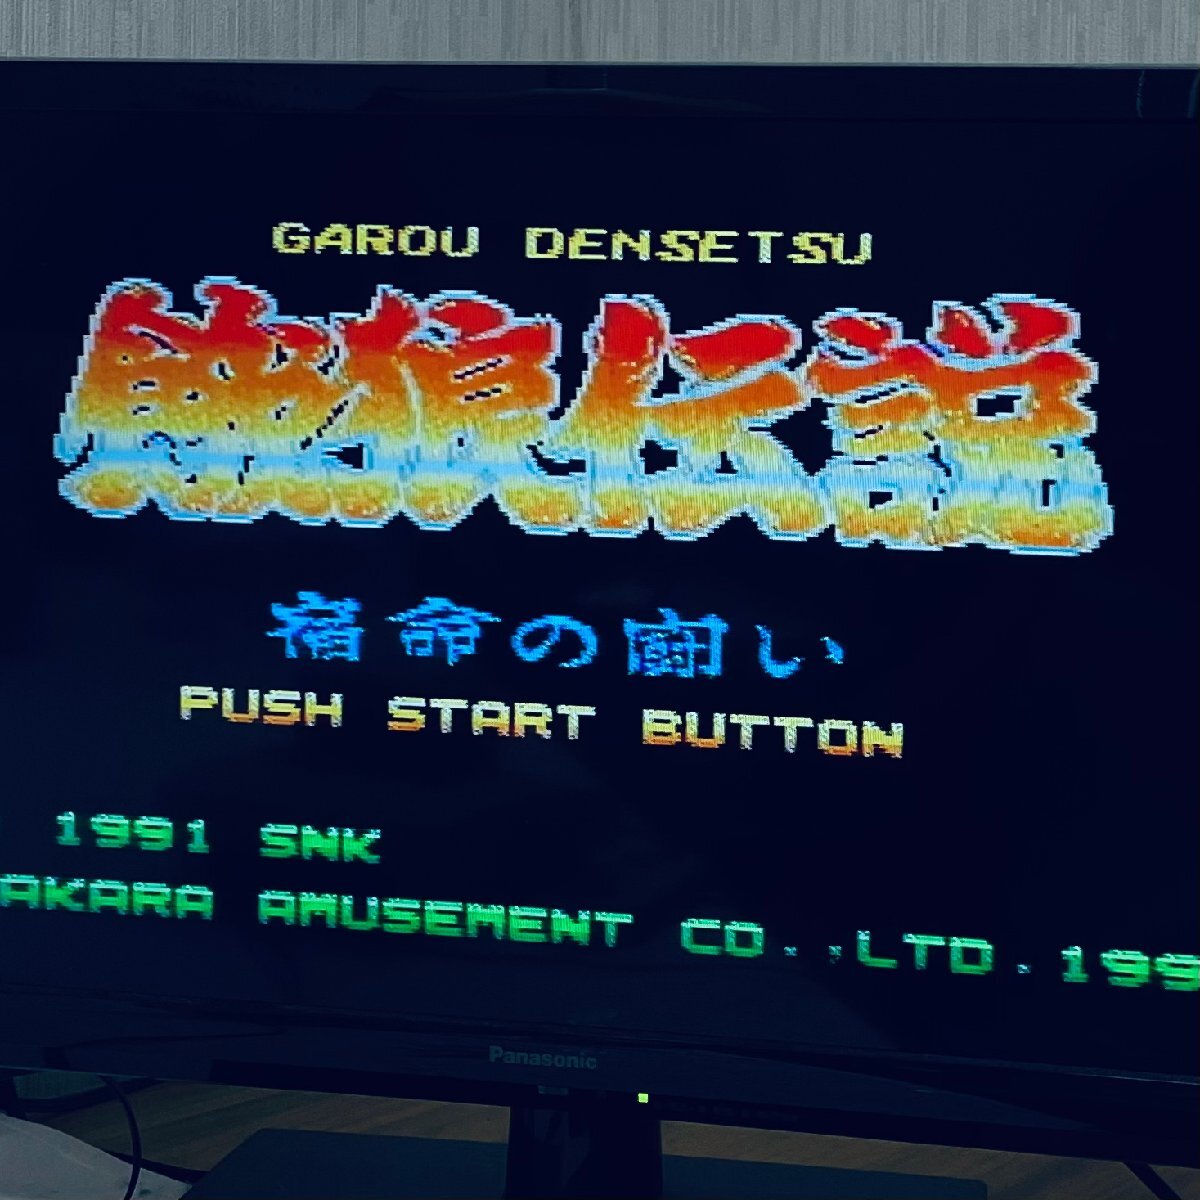 GAROU DENSETSU
餓狼伝説
宿命の闘い
PUSH START BUTTON
1991 SNK
AKARA AMUSEMENT CO.,LTD.199
Panasonic